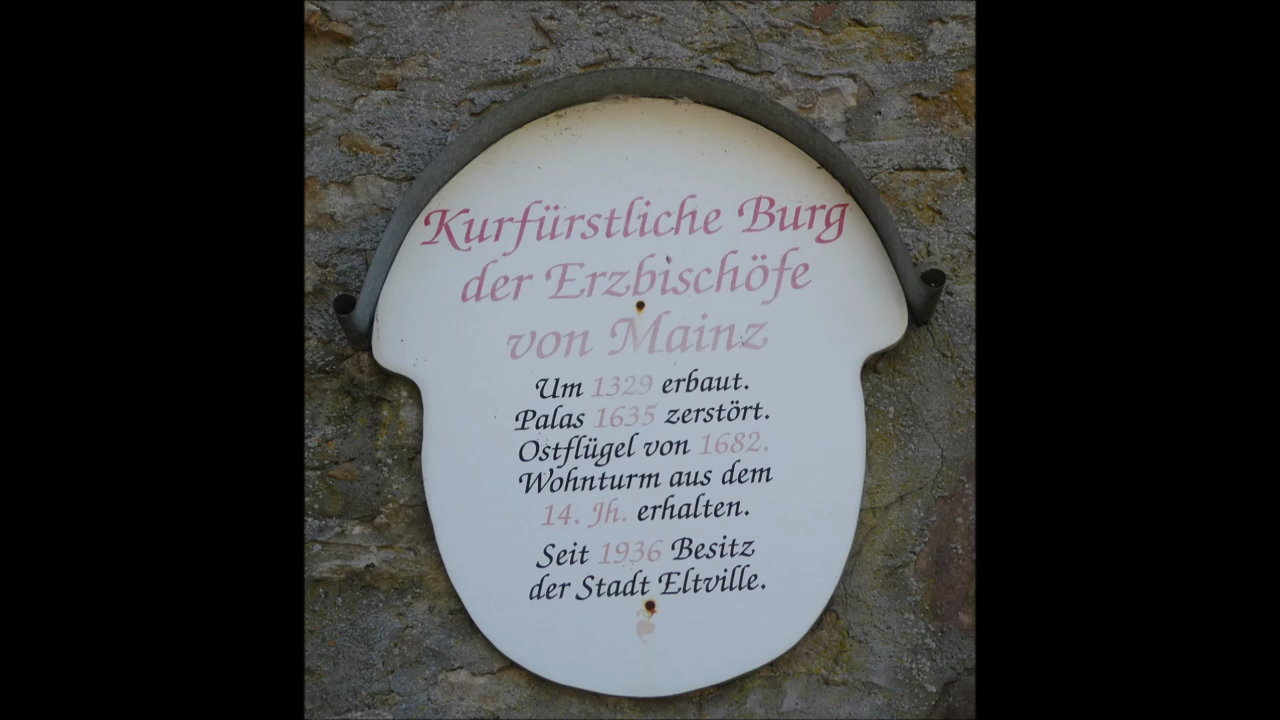 Kurfürstliche Burg
der Erzbischöfe
von Mainz
Um 1329 erbaut.
Palas 1635 zerstört.
Ostflügel von 1682.
Wohnturm aus dem
14. Jh. erhalten.
Seit 1936 Besitz
der Stadt Eltville.